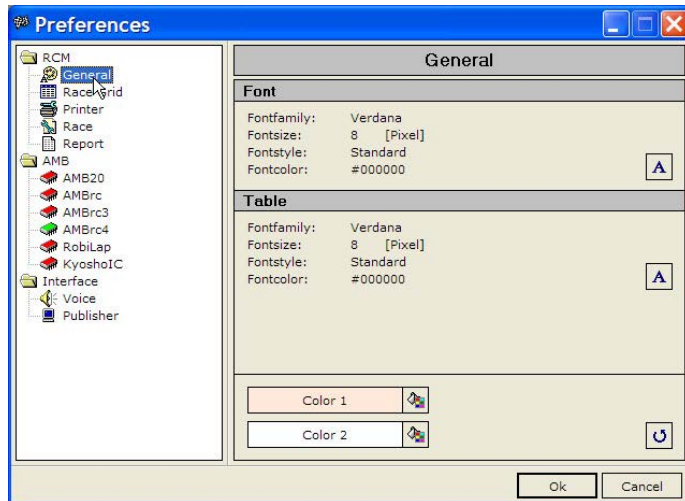 Preferences
RCM
General
Race Grid
Printer
Race
Report
AMB
AMB20
AMBrc
AMBrc3
AMBrc4
RobiLap
KyoshoIC
Interface
Voice
Publisher
General
Font
Fontfamily: Verdana
Fontsize: 8 [Pixel]
Fontstyle: Standard
Fontcolor: #000000
A
Table
Fontfamily: Verdana
Fontsize: 8 [Pixel]
Fontstyle: Standard
Fontcolor: #000000
A
Color 1
Color 2
Ok Cancel